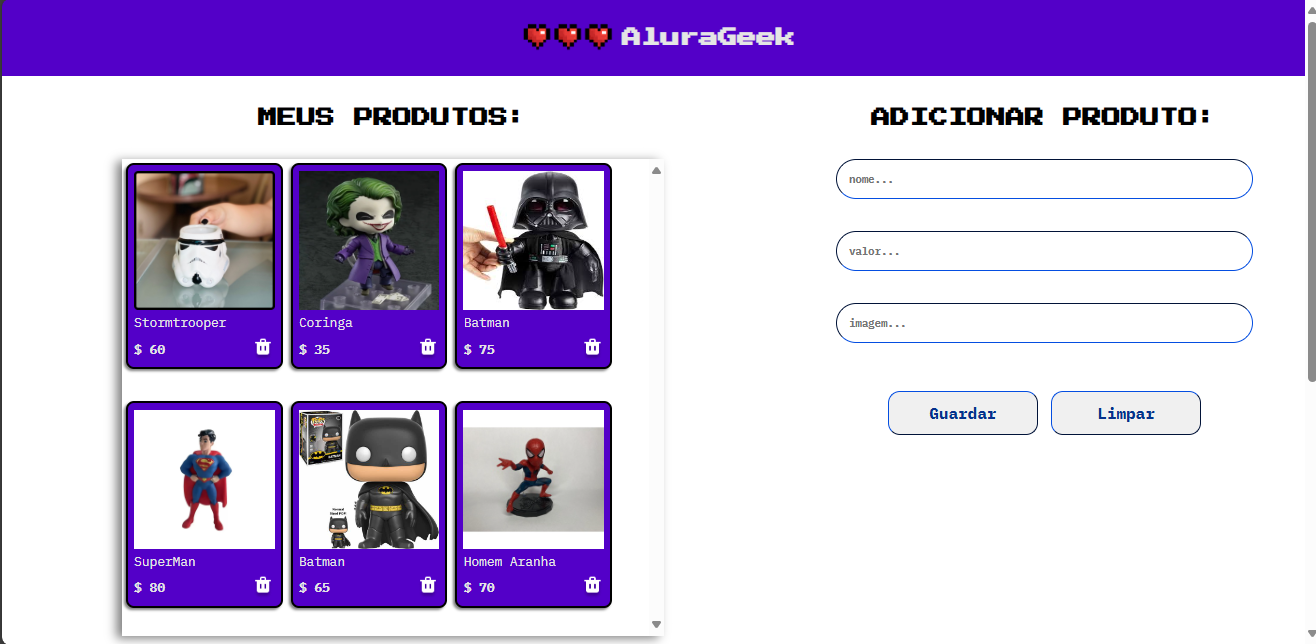 AluraGeek
MEUS PRODUTOS:
Stormtrooper
$ 60
Coringa
$ 35
Batman
$ 75
SuperMan
$ 80
Batman
$ 65
Homem Aranha
$ 70
ADICIONAR PRODUTO:
nome...
valor...
imagem...
Guardar
Limpar